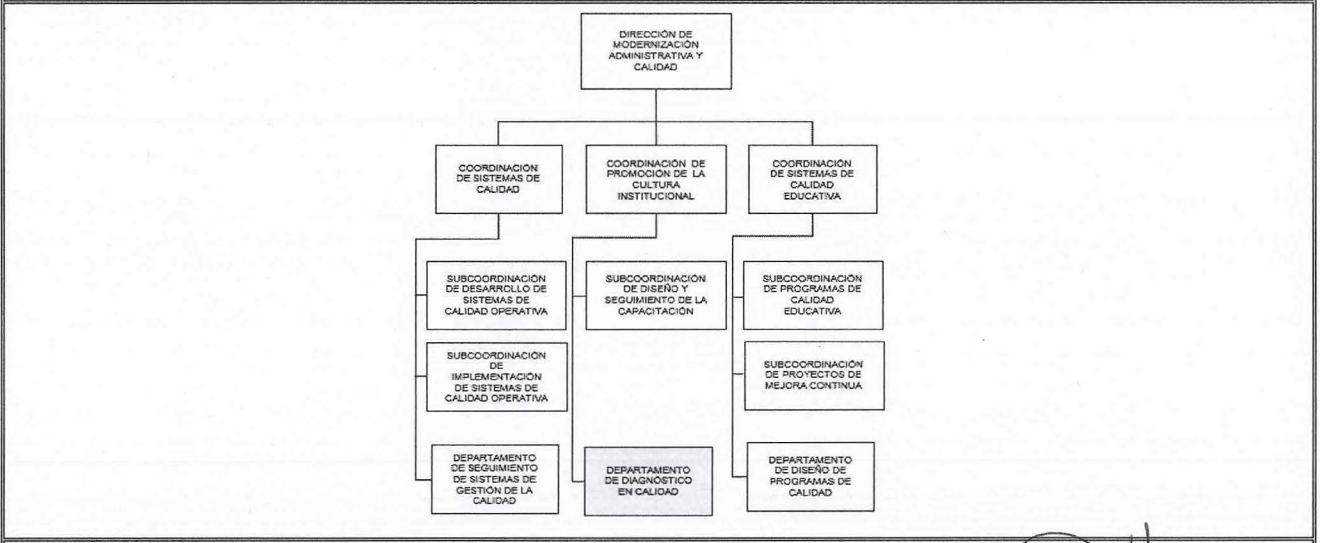 DIRECCIÓN DE
MODERNIZACIÓN
ADMINISTRATIVA Y
CALIDAD
COORDINACIÓN
DE SISTEMAS DE
CALIDAD
COORDINACIÓN DE
PROMOCIÓN DE LA
CULTURA
INSTITUCIONAL
COORDINACIÓN
DE SISTEMAS DE
CALIDAD
EDUCATIVA
SUBCOORDINACIÓN
DE DESARROLLO DE
SISTEMAS DE
CALIDAD OPERATIVA
SUBCOORDINACIÓN
DE DISEÑO Y
SEGUIMIENTO DE LA
CAPACITACIÓN
SUBCOORDINACIÓN
DE PROGRAMAS DE
CALIDAD
EDUCATIVA
SUBCOORDINACIÓN
DE
IMPLEMENTACIÓN
DE SISTEMAS DE
CALIDAD OPERATIVA
SUBCOORDINACIÓN
DE PROYECTOS DE
MEJORA CONTINUA
DEPARTAMENTO
DE SEGUIMIENTO
DE SISTEMAS DE
GESTIÓN DE LA
CALIDAD
DEPARTAMENTO
DE DIAGNÓSTICO
EN CALIDAD
DEPARTAMENTO
DE DISEÑO DE
PROGRAMAS DE
CALIDAD